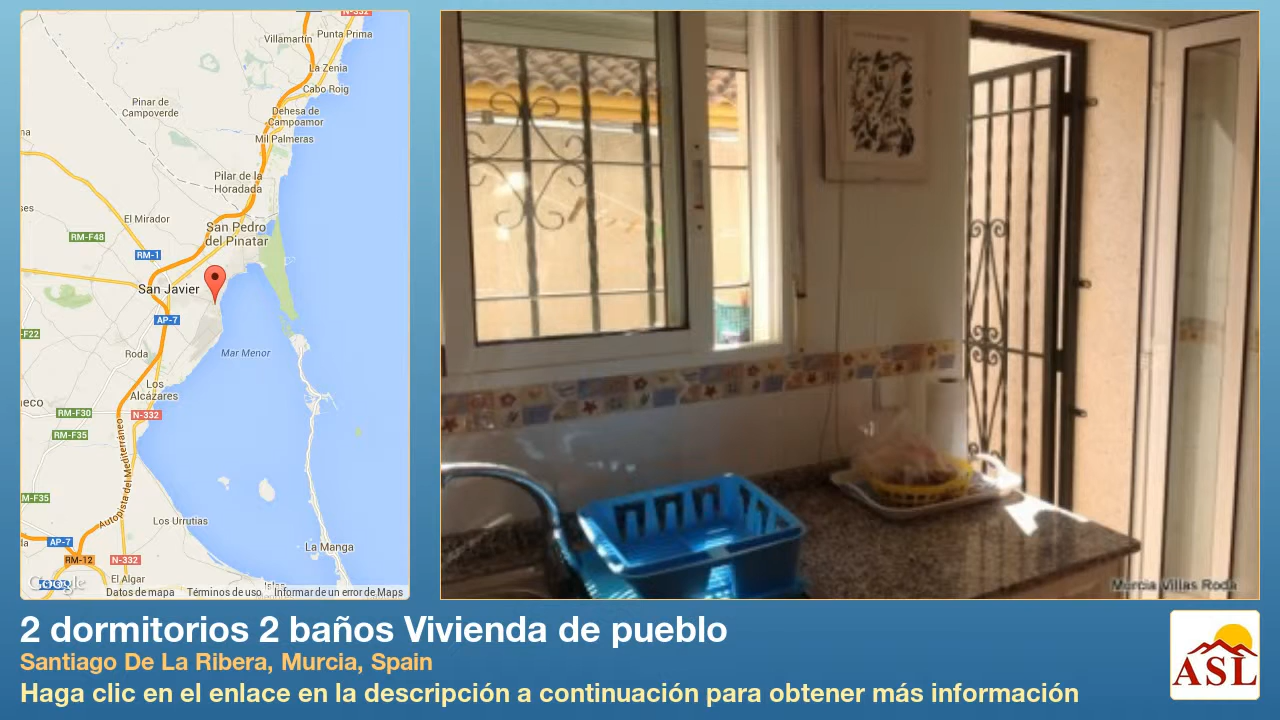 N-332
Villamartín
Punta Prima
La Zenia
Cabo Roig
Pinar de
Campoverde
Dehesa de
Campoamor
Mil Palmeras
Pilar de la
Horadada
El Mirador
San Pedro
del Pinatar
RM-F48
RM-1
San Javier
AP-7
Roda
Mar Menor
Los
Alcázares
RM-F30
N-332
RM-F35
Autopista del Mediterráneo
Los Urrutias
La Manga
AP-7
RM-12
N-332
El Algar
Google
Datos de mapa
Términos de uso
Informar de un error de Maps
Murcia Villas Roda
2 dormitorios 2 baños Vivienda de pueblo
Santiago De La Ribera, Murcia, Spain
Haga clic en el enlace en la descripción a continuación para obtener más información
ASL